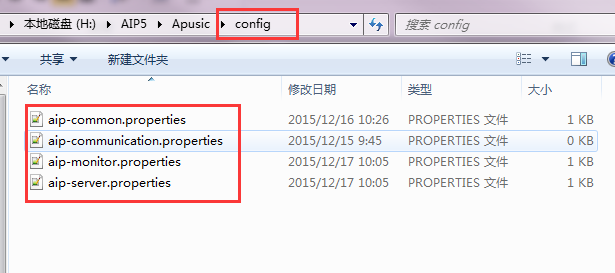 本地磁盘 (H:) ▸ AIP5 ▸ Apusic ▸ config
搜索 config
共享 新建文件夹
名称 修改日期 类型 大小
aip-common.properties 2015/12/16 10:26 PROPERTIES 文件 1 KB
aip-communication.properties 2015/12/15 9:45 PROPERTIES 文件 0 KB
aip-monitor.properties 2015/12/17 10:05 PROPERTIES 文件 1 KB
aip-server.properties 2015/12/17 10:05 PROPERTIES 文件 1 KB